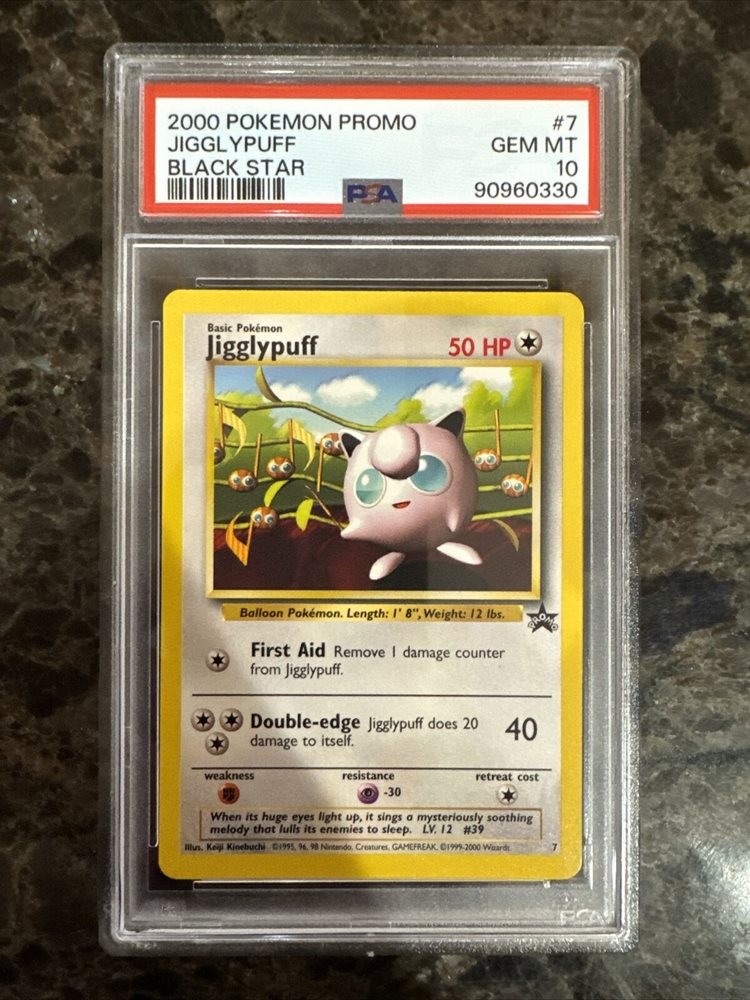 2000 POKEMON PROMO #7
JIGGLYPUFF GEM MT
BLACK STAR 10
PSA 90960330
Basic Pokémon
Jigglypuff 50 HP
Balloon Pokémon. Length: 1' 8", Weight: 12 lbs.
PROMO
First Aid Remove 1 damage counter
from Jigglypuff.
Double-edge Jigglypuff does 20
damage to itself. 40
weakness resistance retreat cost
-30
When its huge eyes light up, it sings a mysteriously soothing
melody that lulls its enemies to sleep. LV. 12 #39
Illus. Keiji Kinebuchi ©1995, 96, 98 Nintendo, Creatures, GAMEFREAK. ©1999-2000 Wizards. 7
PSA